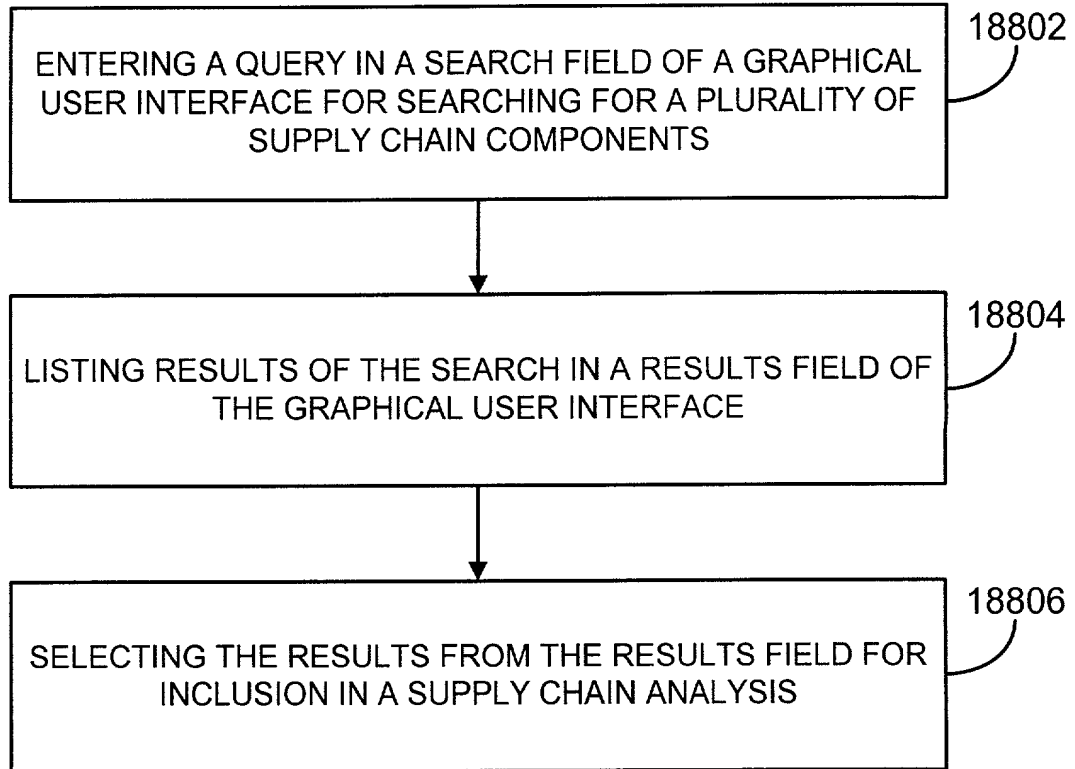 18802
ENTERING A QUERY IN A SEARCH FIELD OF A GRAPHICAL
USER INTERFACE FOR SEARCHING FOR A PLURALITY OF
SUPPLY CHAIN COMPONENTS
18804
LISTING RESULTS OF THE SEARCH IN A RESULTS FIELD OF
THE GRAPHICAL USER INTERFACE
18806
SELECTING THE RESULTS FROM THE RESULTS FIELD FOR
INCLUSION IN A SUPPLY CHAIN ANALYSIS